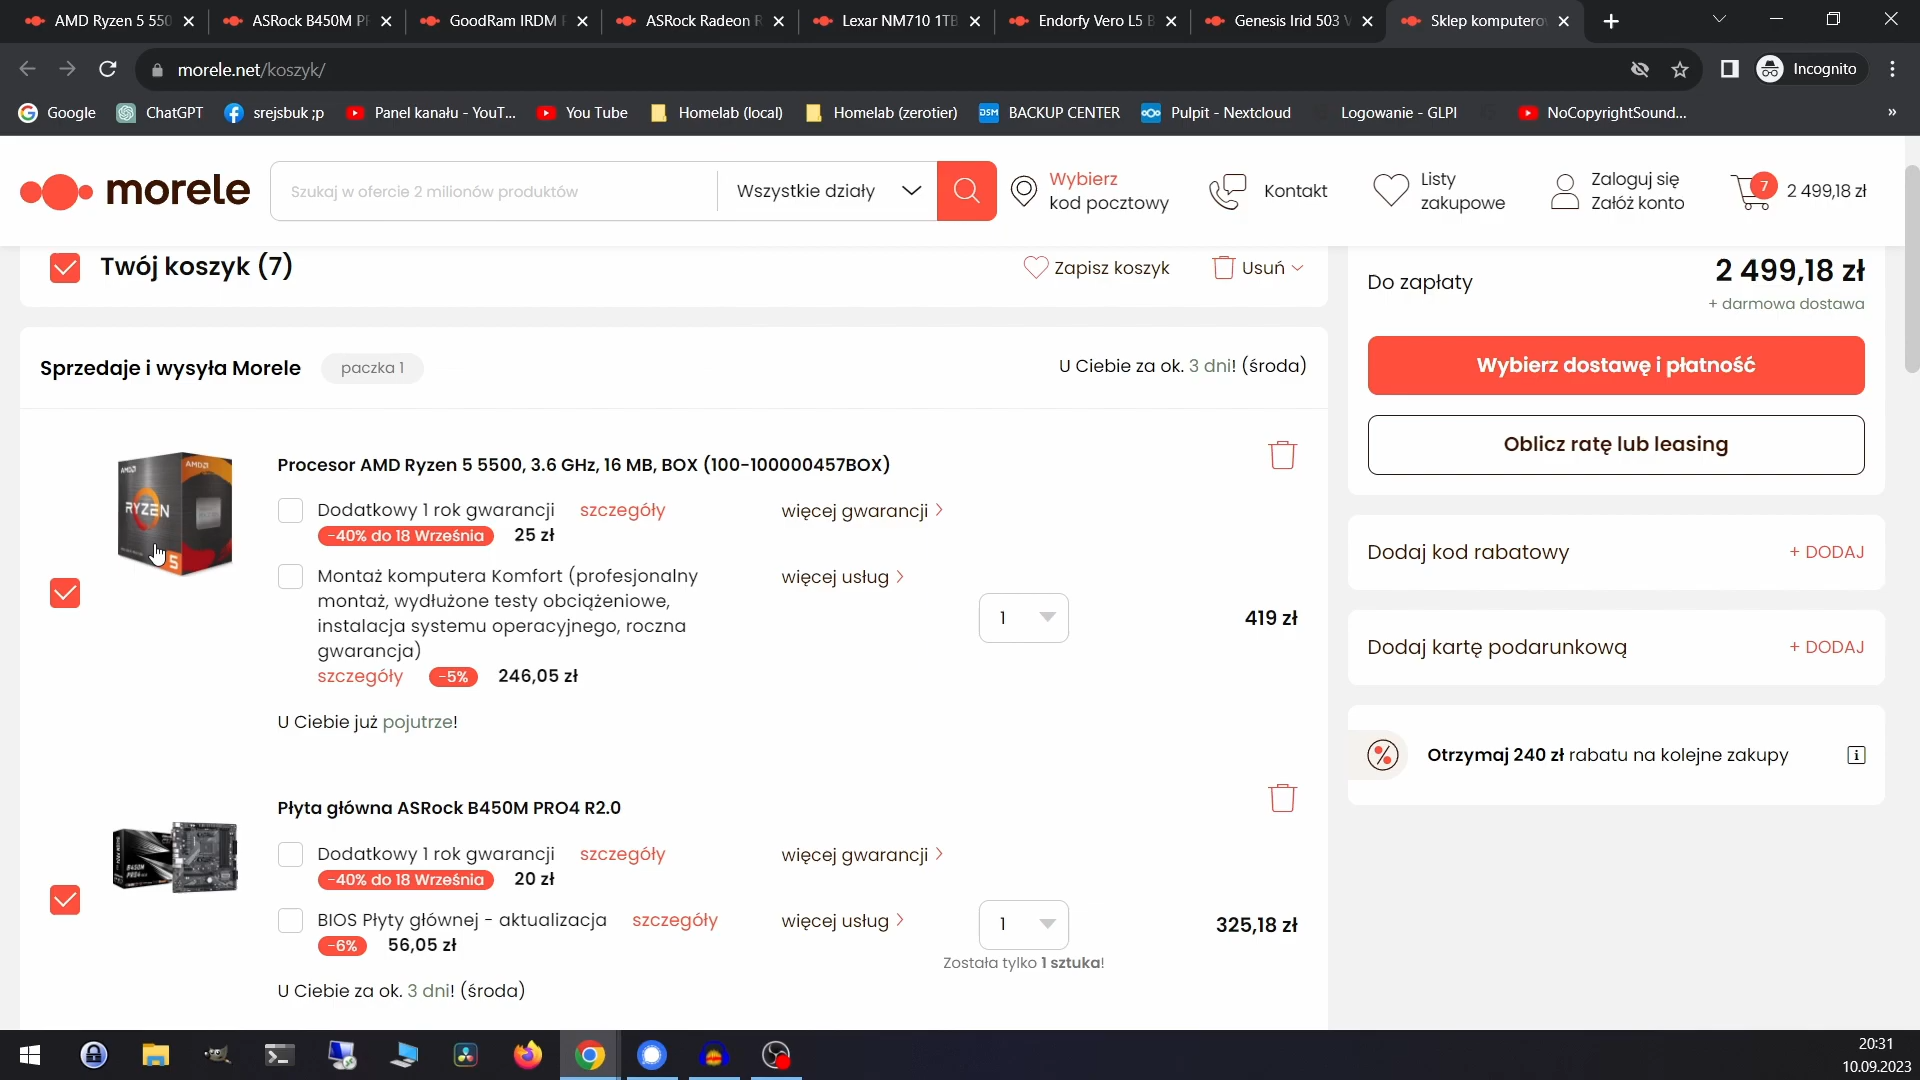 AMD Ryzen 5 550
ASRock B450M P
GoodRam IRDM
ASRock Radeon R
Lexar NM710 1TB
Endorfy Vero L5 B
Genesis Irid 503 V
Sklep komputero
morele.net/koszyk/
Incognito
Google
ChatGPT
srejsbuk ;p
Panel kanału - YouT...
You Tube
Homelab (local)
Homelab (zerotier)
DSM
BACKUP CENTER
Pulpit - Nextcloud
Logowanie - GLPI
NoCopyrightSound...
»
morele
Szukaj w ofercie 2 milionów produktów
Wszystkie działy
Wybierz
kod pocztowy
Kontakt
Listy
zakupowe
Zaloguj się
Załóż konto
7
2 499,18 zł
Twój koszyk (7)
Zapisz koszyk
Usuń
Do zapłaty
2 499,18 zł
+ darmowa dostawa
Wybierz dostawę i płatność
Oblicz ratę lub leasing
Dodaj kod rabatowy
+ DODAJ
Dodaj kartę podarunkową
+ DODAJ
Otrzymaj 240 zł rabatu na kolejne zakupy
i
Sprzedaje i wysyła Morele
paczka 1
U Ciebie za ok. 3 dni! (środa)
AMD
AMD
RYZEN
5
Procesor AMD Ryzen 5 5500, 3.6 GHz, 16 MB, BOX (100-100000457BOX)
Dodatkowy 1 rok gwarancji
szczegóły
więcej gwarancji
-40% do 18 Września
25 zł
Montaż komputera Komfort (profesjonalny
montaż, wydłużone testy obciążeniowe,
instalacja systemu operacyjnego, roczna
gwarancja)
więcej usług
szczegóły
-5%
246,05 zł
1
419 zł
U Ciebie już pojutrze!
Płyta główna ASRock B450M PRO4 R2.0
Dodatkowy 1 rok gwarancji
szczegóły
więcej gwarancji
-40% do 18 Września
20 zł
BIOS Płyty głównej - aktualizacja
szczegóły
więcej usług
-6%
56,05 zł
1
325,18 zł
Została tylko 1 sztuka!
U Ciebie za ok. 3 dni! (środa)
20:31
10.09.2023